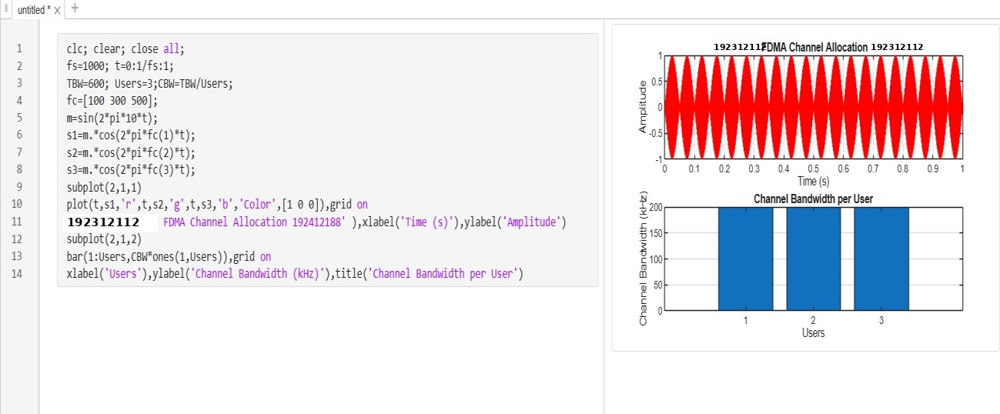 untitled * X +
1 clc; clear; close all;
2 fs=1000; t=0:1/fs:1;
3 TBW=600; Users=3;CBW=TBW/Users;
4 fc=[100 300 500];
5 m=sin(2*pi*10*t);
6 s1=m.*cos(2*pi*fc(1)*t);
7 s2=m.*cos(2*pi*fc(2)*t);
8 s3=m.*cos(2*pi*fc(3)*t);
9 subplot(2,1,1)
10 plot(t,s1,'r',t,s2,'g',t,s3,'b','Color',[1 0 0]),grid on
11 192312112 FDMA Channel Allocation 192412188' ),xlabel('Time (s)'),ylabel('Amplitude')
12 subplot(2,1,2)
13 bar(1:Users,CBW*ones(1,Users)),grid on
14 xlabel('Users'),ylabel('Channel Bandwidth (kHz)'),title('Channel Bandwidth per User')
192312112 FDMA Channel Allocation 192312112
Amplitude
1
0.5
0
-0.5
-1
0 0.1 0.2 0.3 0.4 0.5 0.6 0.7 0.8 0.9 1
Time (s)
Channel Bandwidth per User
Channel Bandwidth (kHz)
200
150
100
50
0
1 2 3
Users